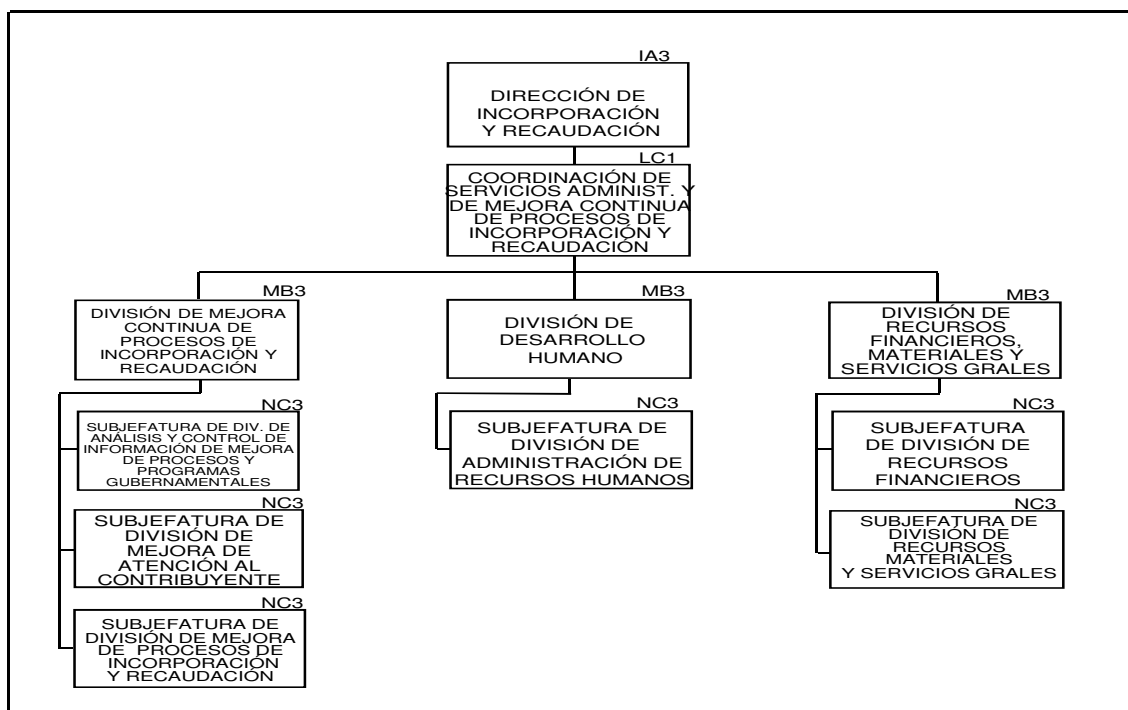 IA3
DIRECCIÓN DE
INCORPORACIÓN
Y RECAUDACIÓN
LC1
COORDINACIÓN DE
SERVICIOS ADMINIST. Y
DE MEJORA CONTINUA
DE PROCESOS DE
INCORPORACIÓN Y
RECAUDACIÓN
MB3
DIVISIÓN DE MEJORA
CONTINUA DE
PROCESOS DE
INCORPORACIÓN Y
RECAUDACIÓN
NC3
SUBJEFATURA DE DIV. DE
ANÁLISIS Y CONTROL DE
INFORMACIÓN DE MEJORA
DE PROCESOS Y
PROGRAMAS
GUBERNAMENTALES
NC3
SUBJEFATURA DE
DIVISIÓN DE
MEJORA DE
ATENCIÓN AL
CONTRIBUYENTE
NC3
SUBJEFATURA DE
DIVISIÓN DE MEJORA
DE PROCESOS DE
INCORPORACIÓN
Y RECAUDACIÓN
MB3
DIVISIÓN DE
DESARROLLO
HUMANO
NC3
SUBJEFATURA DE
DIVISIÓN DE
ADMINISTRACIÓN DE
RECURSOS HUMANOS
MB3
DIVISIÓN DE
RECURSOS
FINANCIEROS,
MATERIALES Y
SERVICIOS GRALES
NC3
SUBJEFATURA
DE DIVISIÓN DE
RECURSOS
FINANCIEROS
NC3
SUBJEFATURA DE
DIVISIÓN DE
RECURSOS
MATERIALES
Y SERVICIOS GRALES